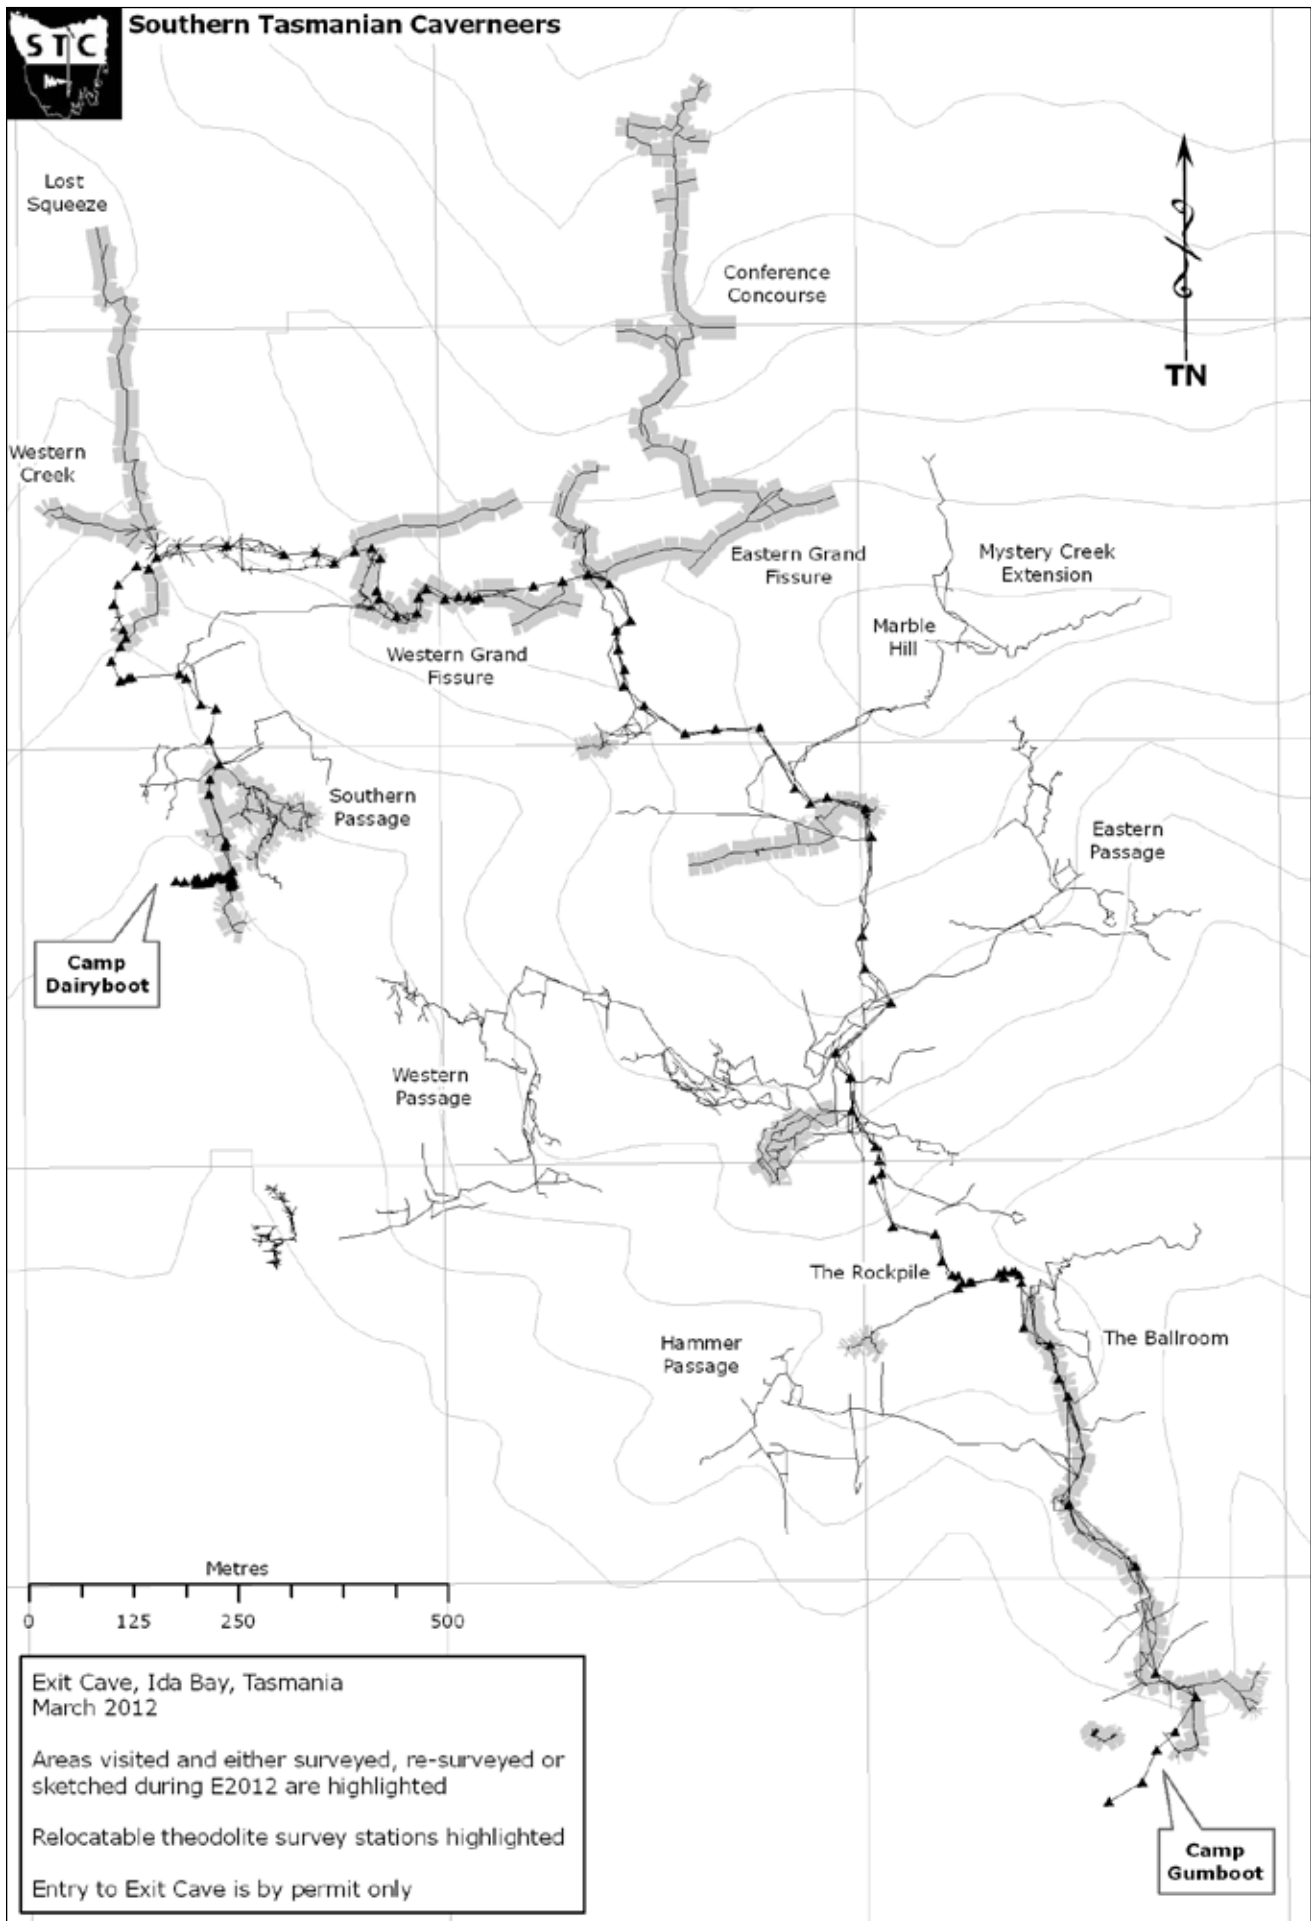 STC
Southern Tasmanian Caverneers
Lost
Squeeze
Conference
Concourse
TN
Western
Creek
Eastern Grand
Fissure
Mystery Creek
Extension
Marble
Hill
Western Grand
Fissure
Southern
Passage
Eastern
Passage
Camp
Dairyboot
Western
Passage
The Rockpile
Hammer
Passage
The Ballroom
Metres
0 125 250 500
Exit Cave, Ida Bay, Tasmania
March 2012
Areas visited and either surveyed, re-surveyed or
sketched during E2012 are highlighted
Relocatable theodolite survey stations highlighted
Entry to Exit Cave is by permit only
Camp
Gumboot